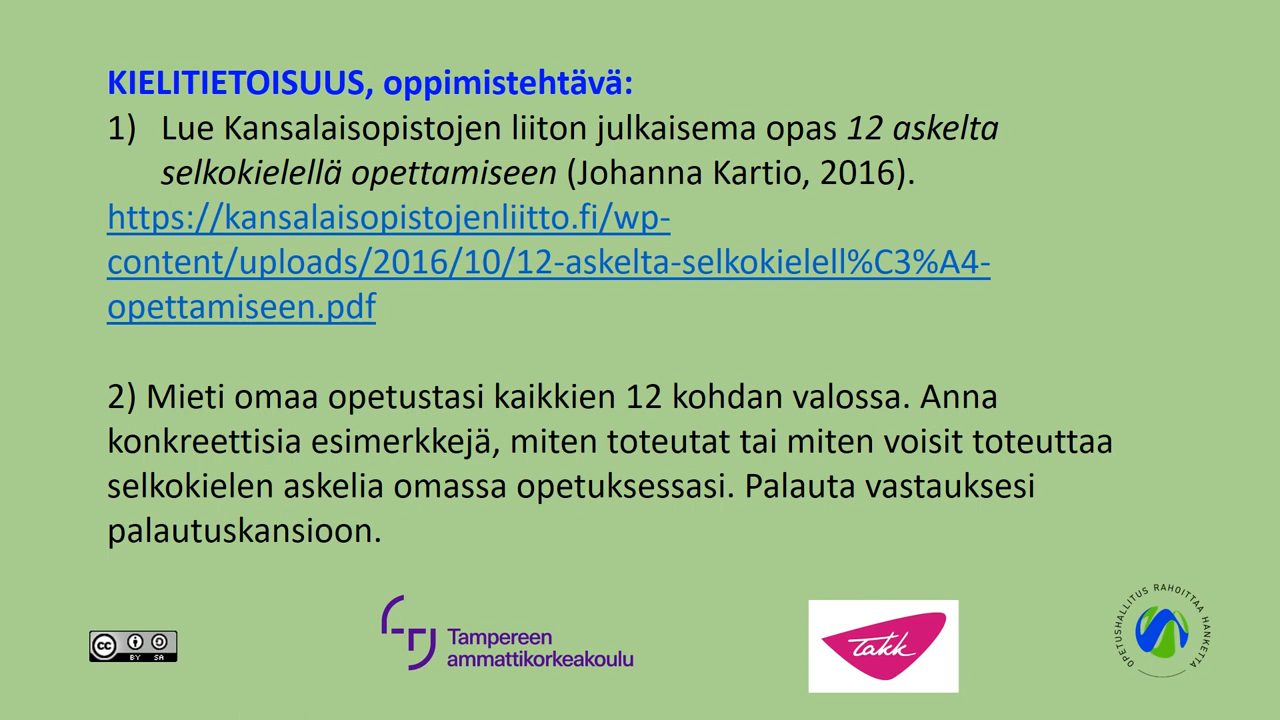 KIELITIETOISUUS, oppimistehtävä:
1) Lue Kansalaisopistojen liiton julkaisema opas 12 askelta
selkokielellä opettamiseen (Johanna Kartio, 2016).
https://kansalaisopistojenliitto.fi/wp-
content/uploads/2016/10/12-askelta-selkokielell%C3%A4-
opettamiseen.pdf
2) Mieti omaa opetustasi kaikkien 12 kohdan valossa. Anna
konkreettisia esimerkkejä, miten toteutat tai miten voisit toteuttaa
selkokielen askelia omassa opetuksessasi. Palauta vastauksesi
palautuskansioon.
cc BY SA
Tampereen
ammattikorkeakoulu
Takk
OPETUSHALLITUS RAHOITTAA HANKETTA